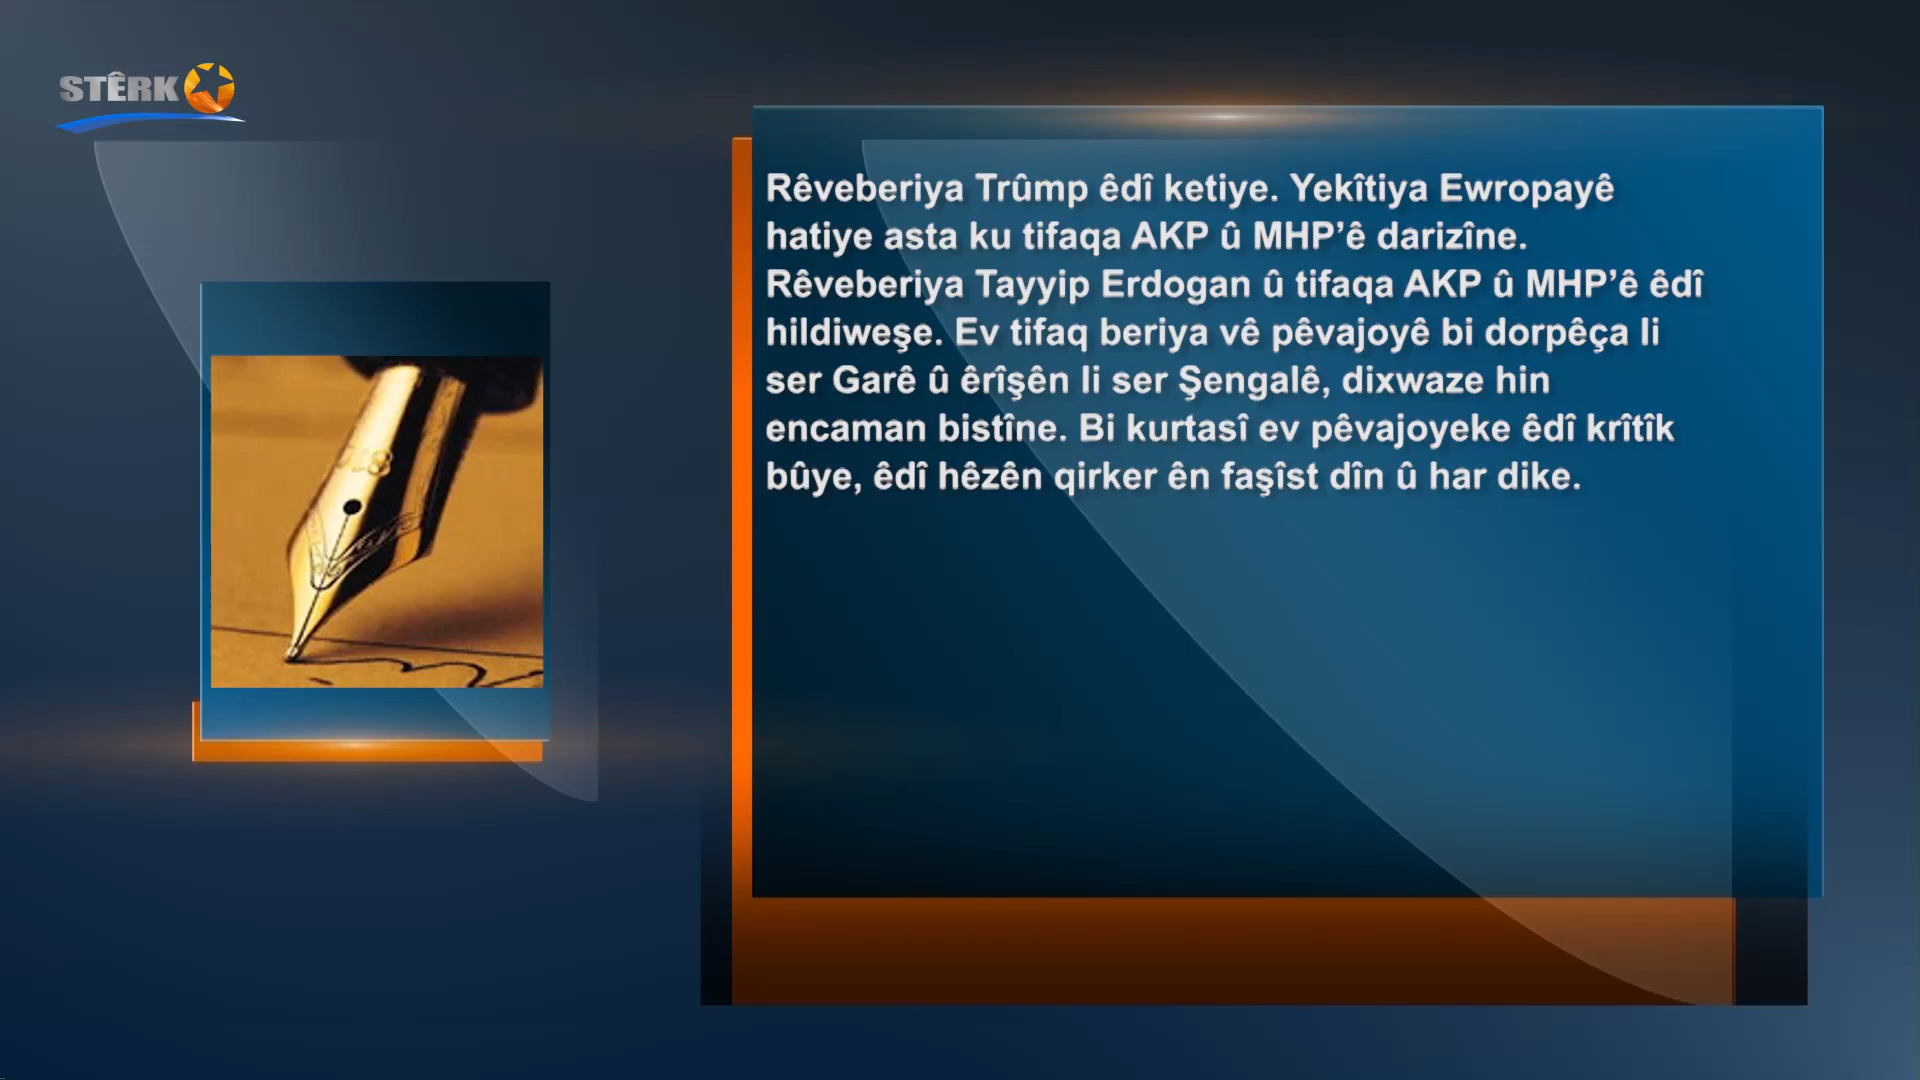 STÊRK
Rêveberiya Trûmp êdî ketiye. Yekîtiya Ewropayê
hatiye asta ku tifaqa AKP û MHP’ê darizîne.
Rêveberiya Tayyip Erdogan û tifaqa AKP û MHP’ê êdî
hildiweşe. Ev tifaq beriya vê pêvajoyê bi dorpêça li
ser Garê û êrîşên li ser Şengalê, dixwaze hin
encaman bistîne. Bi kurtasî ev pêvajoyeke êdî krîtîk
bûye, êdî hêzên qirker ên faşîst dîn û har dike.